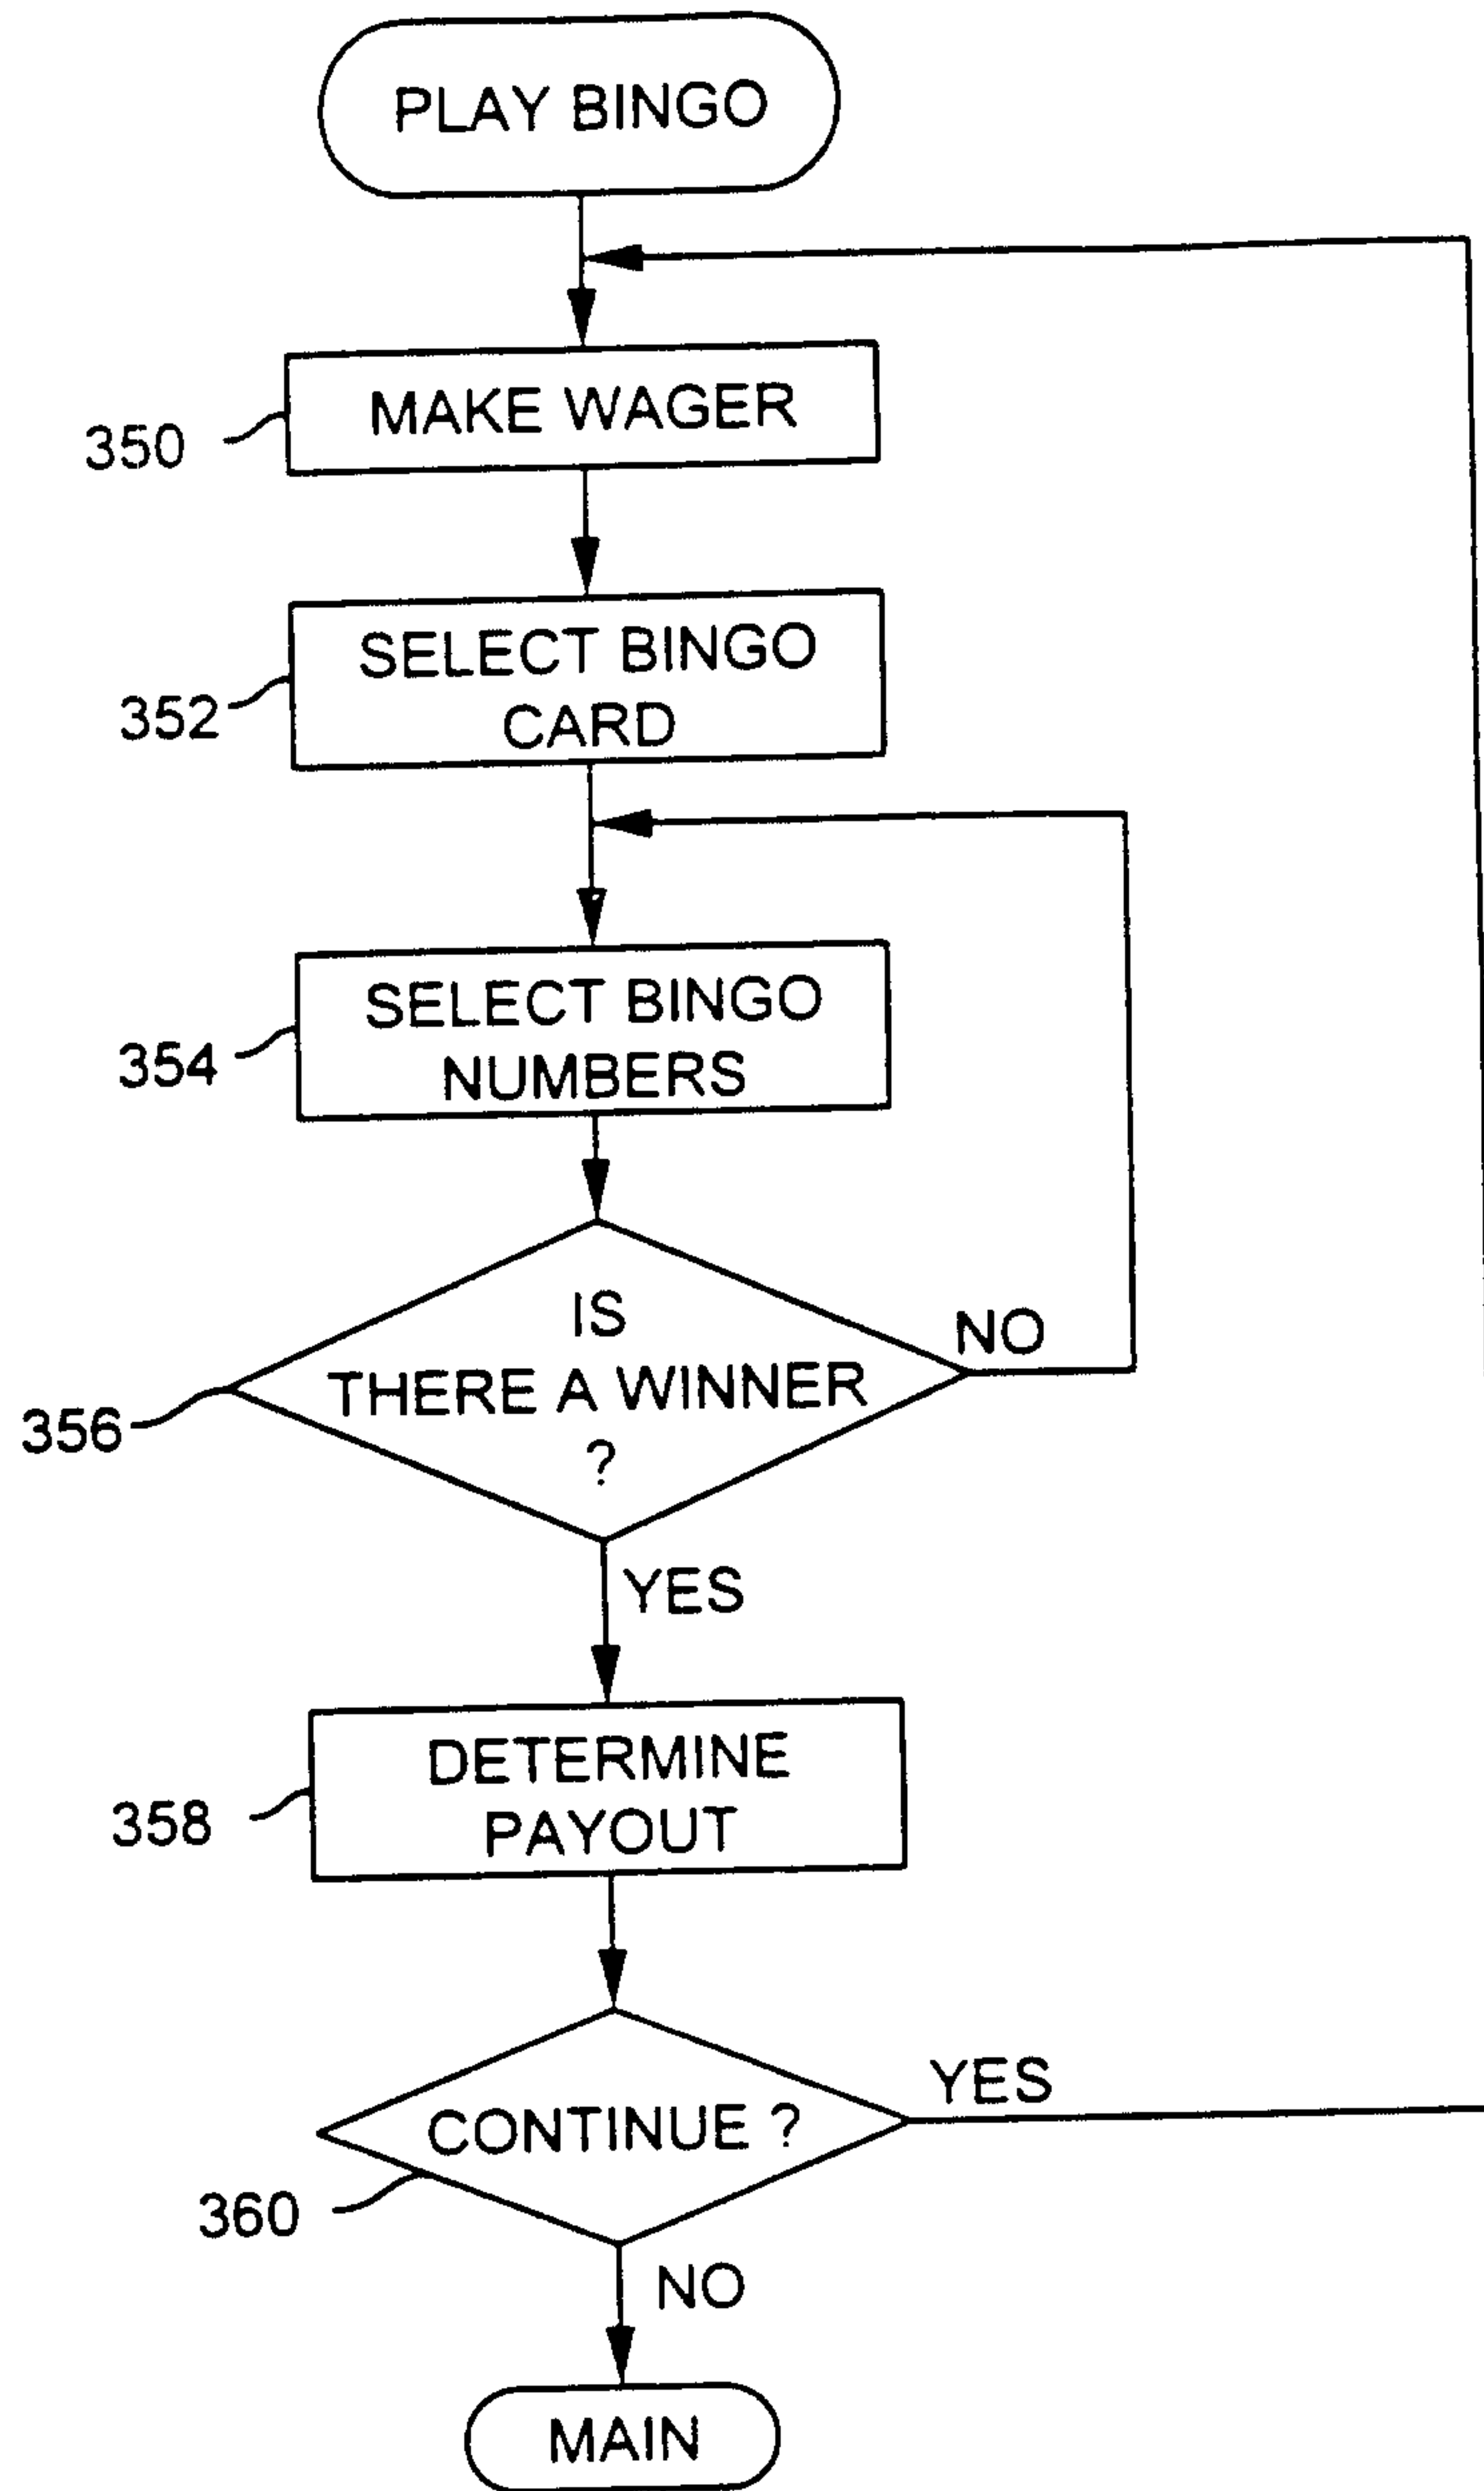 PLAY BINGO
MAKE WAGER
350
SELECT BINGO
CARD
352
SELECT BINGO
NUMBERS
354
IS
THERE A WINNER
?
NO
356
YES
DETERMINE
PAYOUT
358
CONTINUE ?
YES
360
NO
MAIN